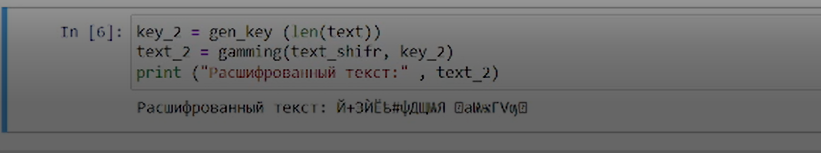 In [6]: key_2 = gen_key (len(text))
text_2 = gamming(text_shifr, key_2)
print ("Расшифрованный текст:" , text_2)
Расшифрованный текст: